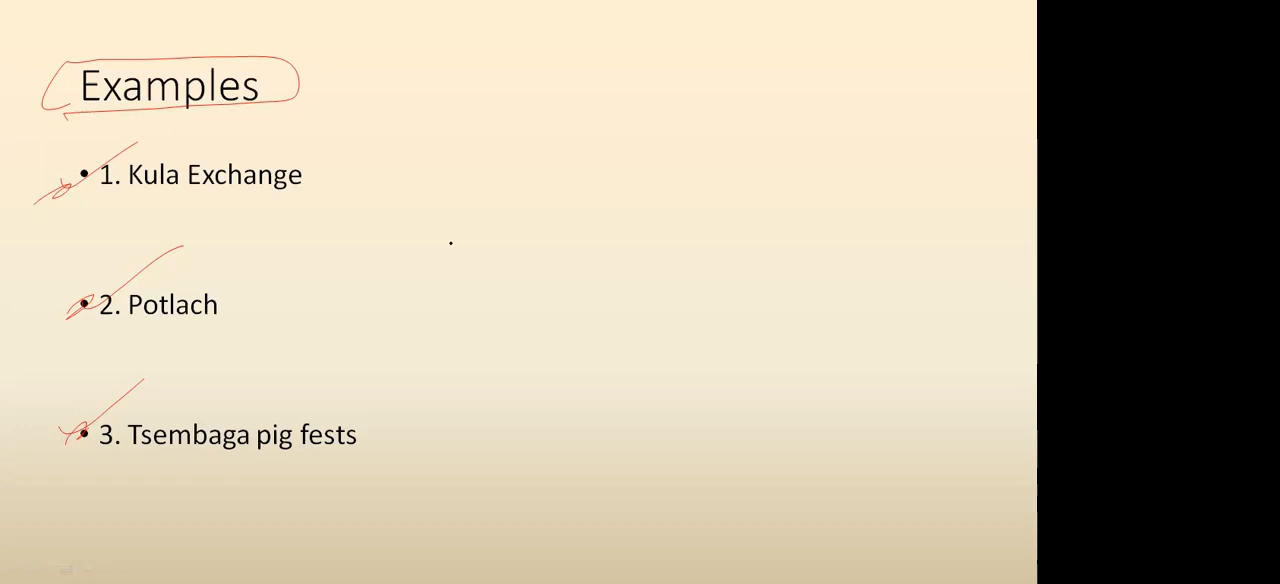 Examples
• 1. Kula Exchange
• 2. Potlach
• 3. Tsembaga pig fests